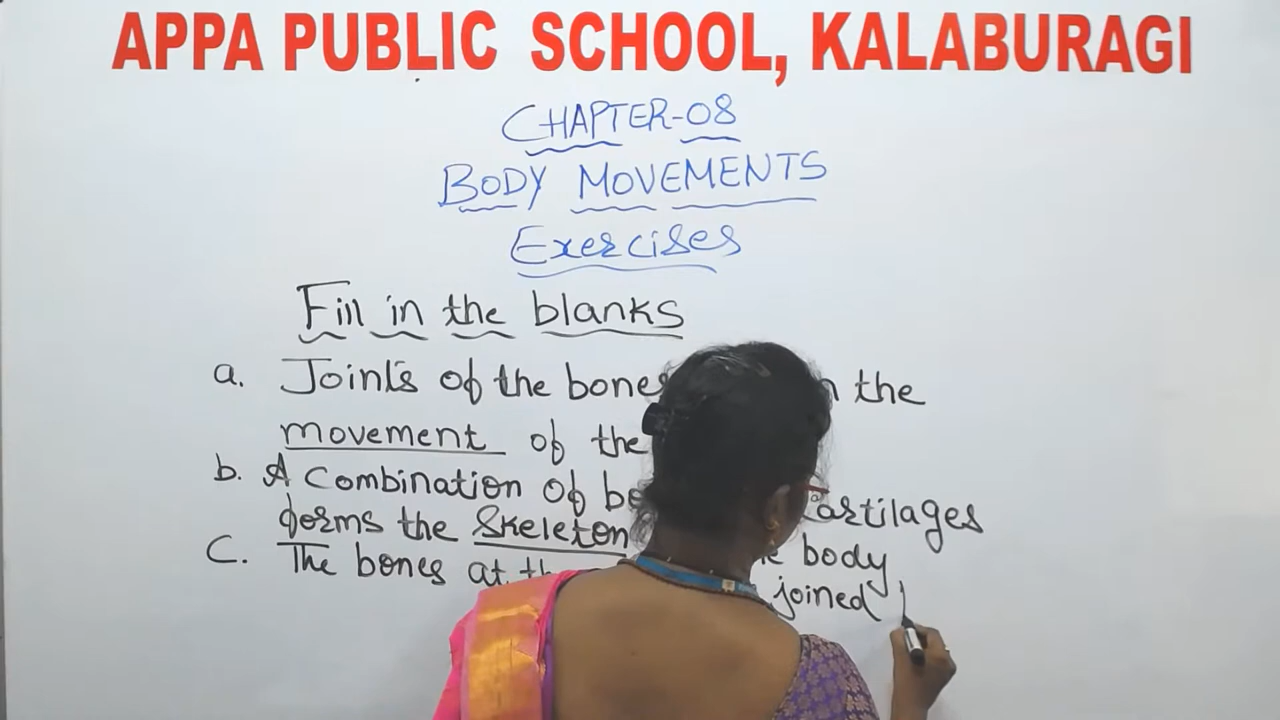 APPA PUBLIC SCHOOL, KALABURAGI
CHAPTER-08
BODY MOVEMENTS
Exercises
Fill in the blanks
a. Joints of the bones the
movement of the
b. A Combination of Cartilages
forms the Skeleton body
C. The bones at joined